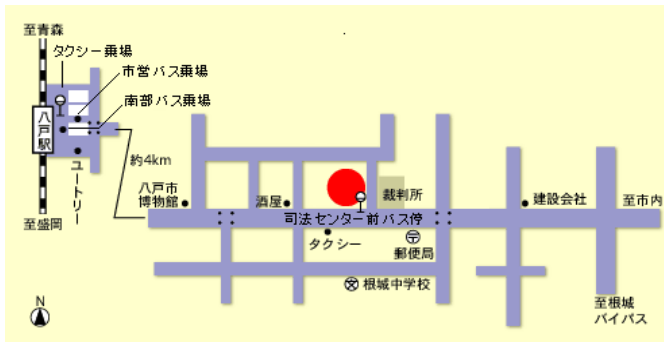 至青森
タクシー乗場
市営バス乗場
南部バス乗場
八戸駅
ユートリー
約4km
至盛岡
八戸市
博物館
酒屋
裁判所
建設会社
至市内
司法センター前バス停
タクシー
〒
郵便局
文
根城中学校
至根城
バイパス
N